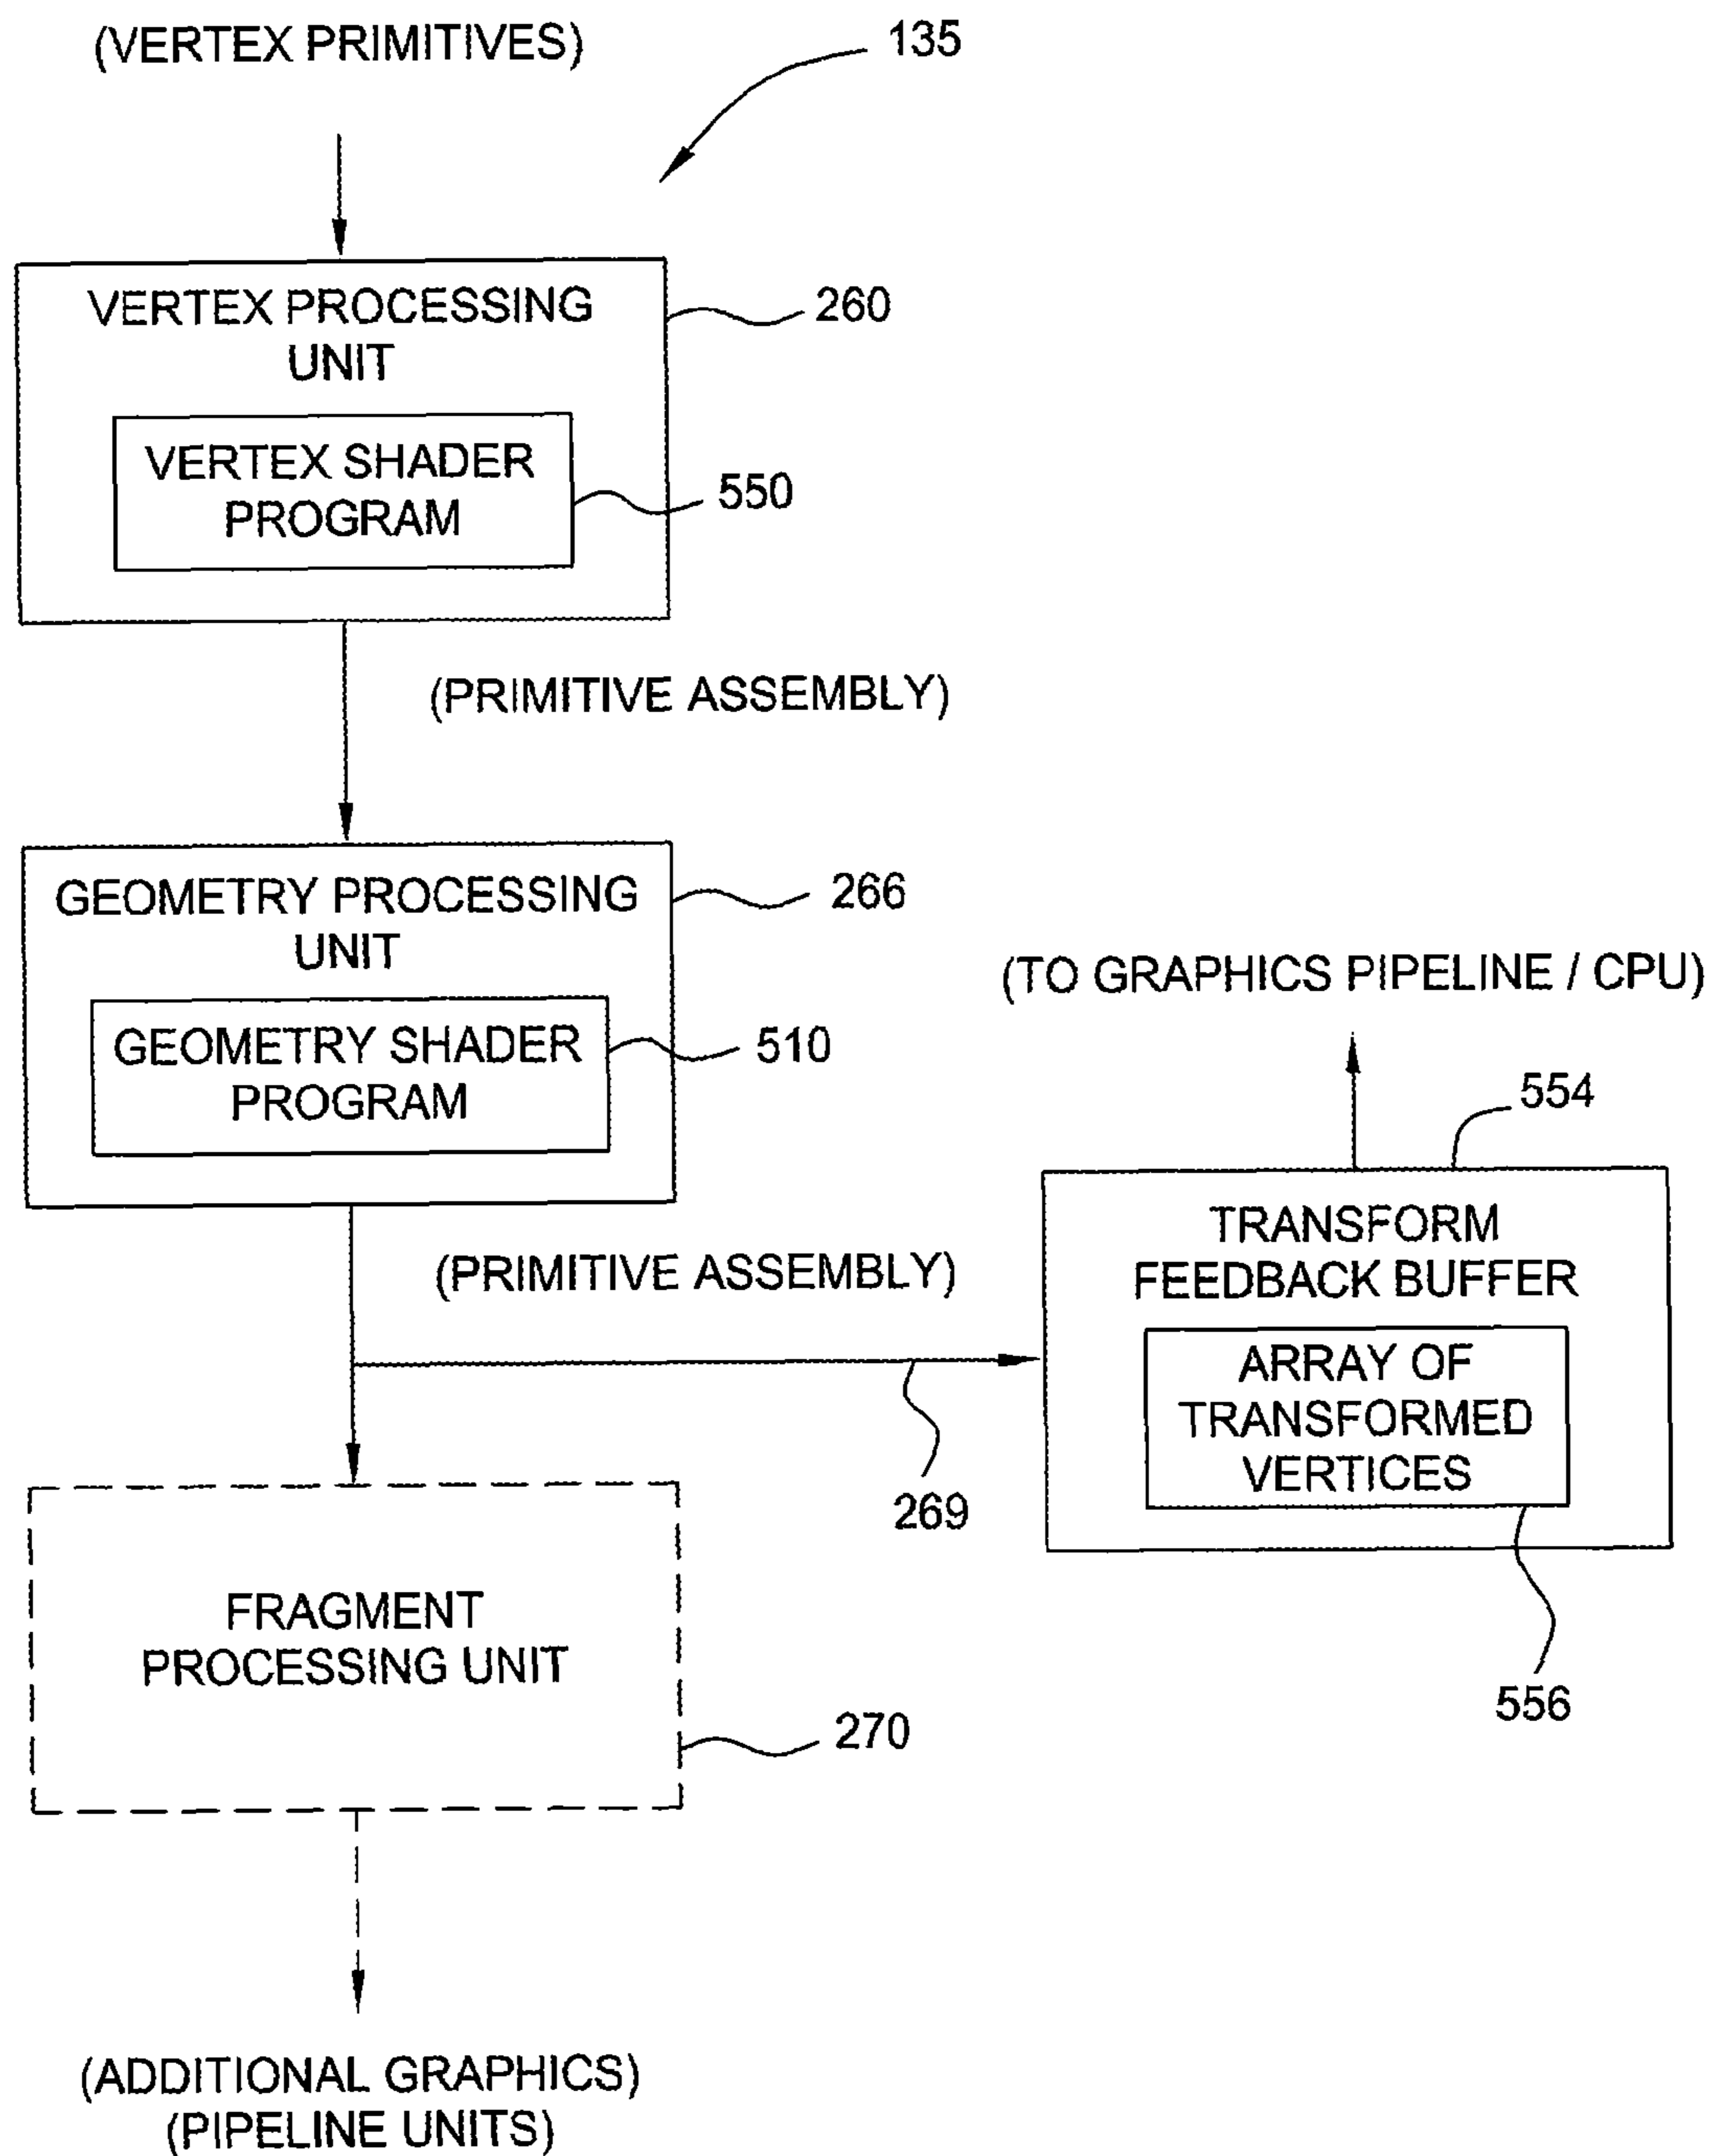 (VERTEX PRIMITIVES)
135
VERTEX PROCESSING
UNIT
260
VERTEX SHADER
PROGRAM
550
(PRIMITIVE ASSEMBLY)
GEOMETRY PROCESSING
UNIT
266
GEOMETRY SHADER
PROGRAM
510
(TO GRAPHICS PIPELINE / CPU)
554
(PRIMITIVE ASSEMBLY)
TRANSFORM
FEEDBACK BUFFER
ARRAY OF
TRANSFORMED
VERTICES
269
556
FRAGMENT
PROCESSING UNIT
270
(ADDITIONAL GRAPHICS)
(PIPELINE UNITS)